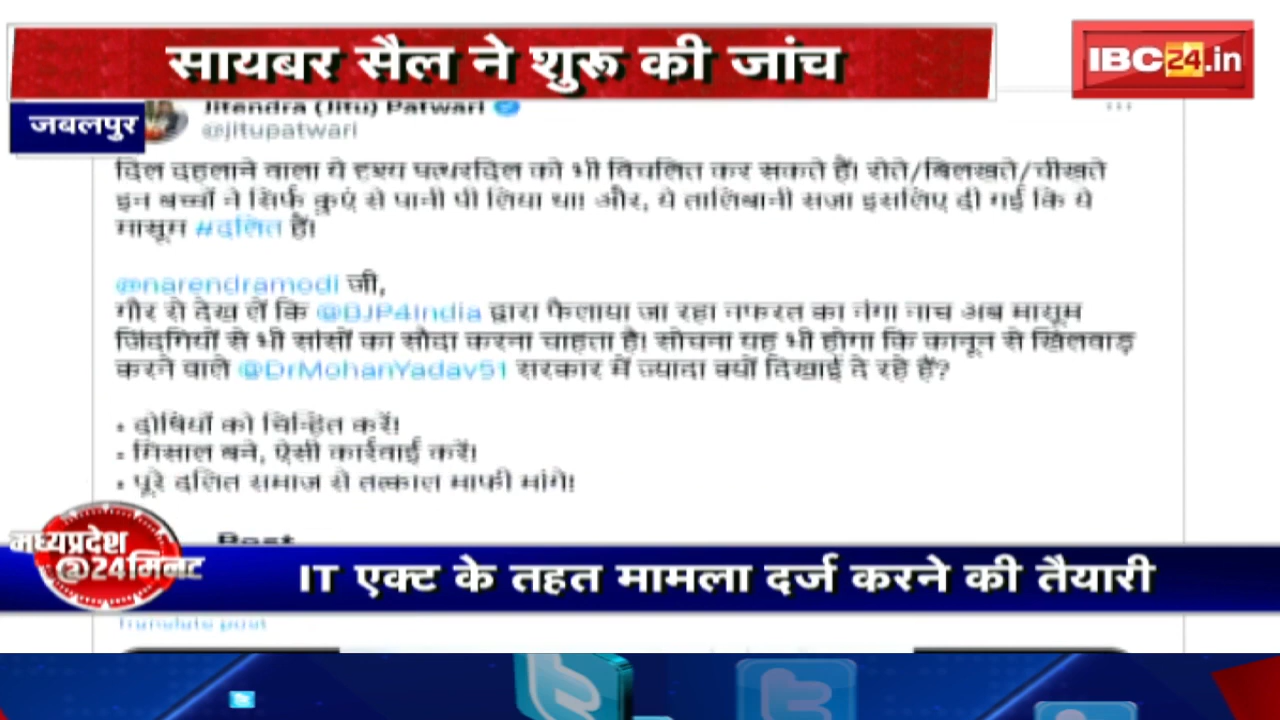 सायबर सैल ने शुरू की जांच
IBC24.in
जबलपुर
Jitendra (Jitu) Patwari
@jitupatwari
दिल दहलाने वाला ये दृश्य पत्थरदिल को भी विचलित कर सकते हैं। रोते/बिलखते/चीखते
इन बच्चों ने सिर्फ कुएं से पानी पी लिया था! और, ये तालिबानी सजा इसलिए दी गई कि ये
मासूम #दलित हैं।
@narendramodi जी,
गौर से देख लें कि @BJP4India द्वारा फैलाया जा रहा नफरत का नंगा नाच अब मासूम
जिंदगियों से भी सांसों का सौदा करना चाहता है। सोचना यह भी होगा कि कानून से खिलवाड़
करने वाले @DrMohanYadav51 सरकार में ज्यादा क्यों दिखाई दे रहे हैं?
• दोषियों को चिन्हित करें!
• मिसाल बने, ऐसी कार्रवाई करें!
• पूरे दलित समाज से तत्काल माफी मांगे!
Post
मध्यप्रदेश
@24मिनट
IT एक्ट के तहत मामला दर्ज करने की तैयारी
Translate post